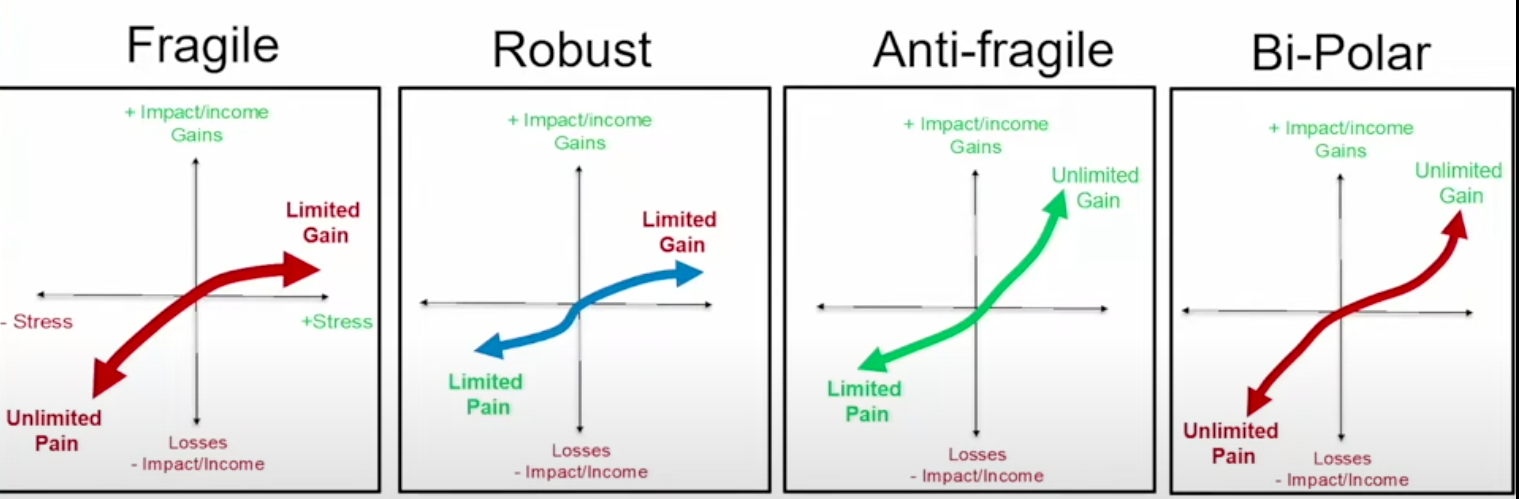 Fragile
+ Impact/income
Gains
Limited
Gain
- Stress
+Stress
Unlimited
Pain
Losses
- Impact/Income
Robust
+ Impact/income
Gains
Limited
Gain
Limited
Pain
Losses
- Impact/Income
Anti-fragile
+ Impact/income
Gains
Unlimited
Gain
Limited
Pain
Losses
- Impact/Income
Bi-Polar
+ Impact/income
Gains
Unlimited
Gain
Unlimited
Pain
Losses
- Impact/Income